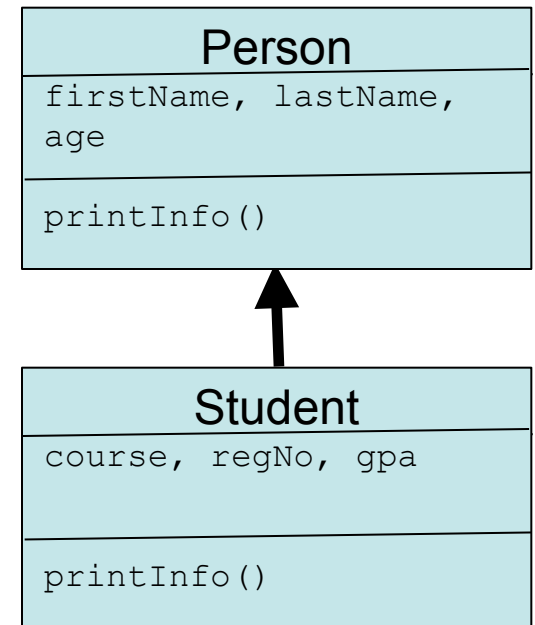 Person
firstName, lastName,
age
printInfo()
Student
course, regNo, gpa
printInfo()